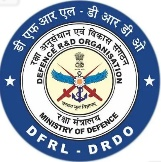 डी एफ आर एल - डी आर डी ओ
रक्षा अनुसंधान एवं विकास संगठन
DEFENCE R&D ORGANISATION
रक्षा मंत्रालय
MINISTRY OF DEFENCE
DFRL - DRDO